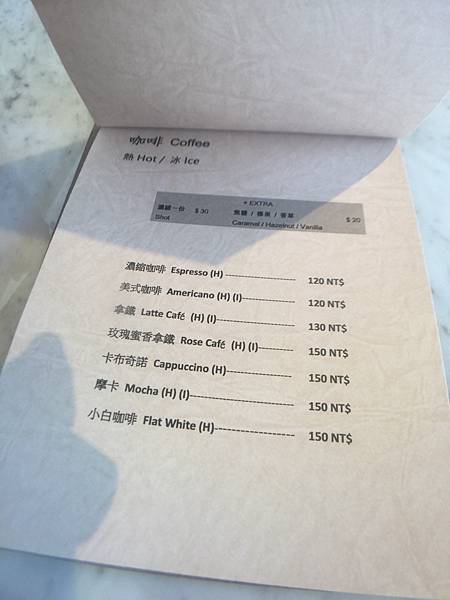 咖啡 Coffee
熱 Hot / 冰 Ice
+ EXTRA
濃縮一份 $ 30 焦糖 / 榛果 / 香草 $ 20
Shot Caramel / Hazelnut / Vanilla
濃縮咖啡 Espresso (H) ---------------------- 120 NT$
美式咖啡 Americano (H) (I)----------------- 120 NT$
拿鐵 Latte Café (H) (I)------------------------ 130 NT$
玫瑰蜜香拿鐵 Rose Café (H) (I)---------- 150 NT$
卡布奇諾 Cappuccino (H)-------------------- 150 NT$
摩卡 Mocha (H) (I)----------------------------- 150 NT$
小白咖啡 Flat White (H)--------------------- 150 NT$